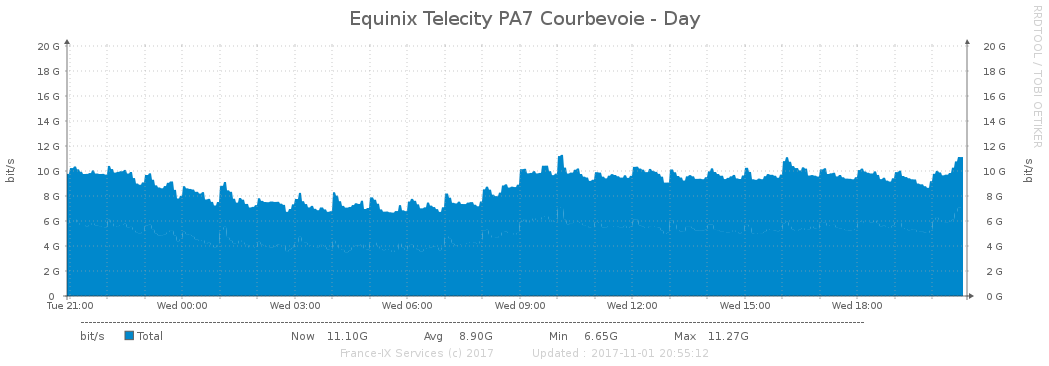 Equinix Telecity PA7 Courbevoie - Day
RRDTOOL / TOBI OETIKER
bit/s
20 G 20 G
18 G 18 G
16 G 16 G
14 G 14 G
12 G 12 G
10 G 10 G
8 G 8 G
6 G 6 G
4 G 4 G
2 G 2 G
0 0 G
bit/s
Tue 21:00 Wed 00:00 Wed 03:00 Wed 06:00 Wed 09:00 Wed 12:00 Wed 15:00 Wed 18:00
bit/s Total Now 11.10G Avg 8.90G Min 6.65G Max 11.27G
France-IX Services (c) 2017 Updated : 2017-11-01 20:55:12